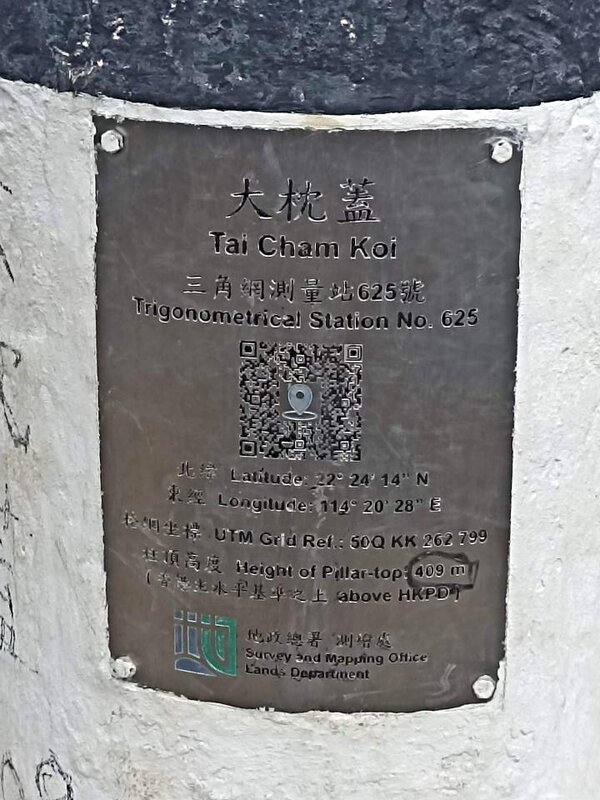 大枕蓋
Tai Cham Koi
三角網測量站625號
Trigonometrical Station No. 625
北緯 Latitude: 22° 24' 14" N
東經 Longitude: 114° 20' 28" E
格網坐標 UTM Grid Ref.: 50Q KK 262 799
柱頂高度 Height of Pillar-top: 409 m
(香港主水平基準之上 above HKPD)
地政總署 測繪處
Survey and Mapping Office
Lands Department